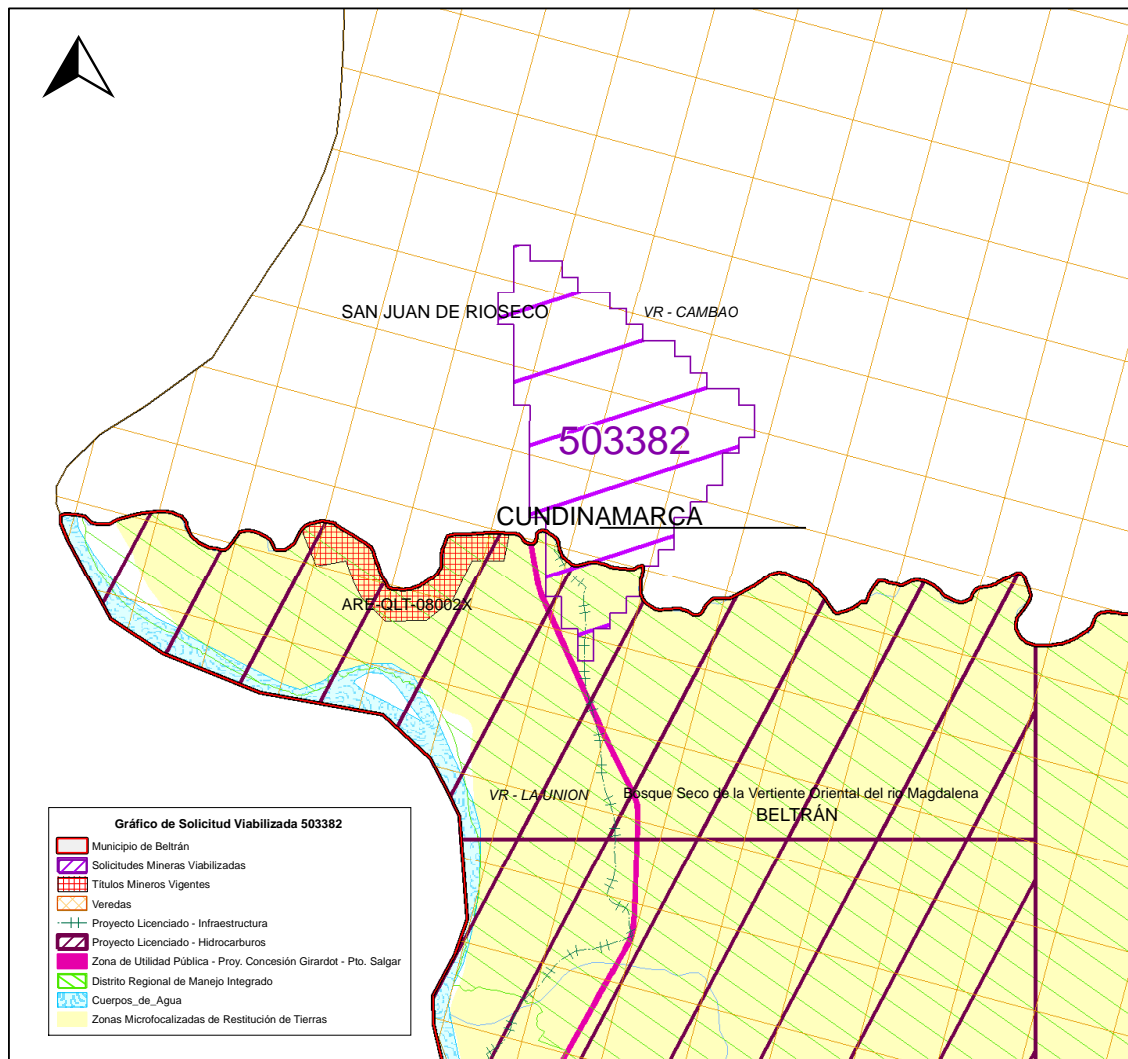 SAN JUAN DE RIOSECO
VR - CAMBAO
503382
CUNDINAMARCA
ARE-QLT-08002X
VR - LA UNION
Bosque Seco de la Vertiente Oriental del rio Magdalena
BELTRÁN
Gráfico de Solicitud Viabilizada 503382
Municipio de Beltrán
Solicitudes Mineras Viabilizadas
Títulos Mineros Vigentes
Veredas
Proyecto Licenciado - Infraestructura
Proyecto Licenciado - Hidrocarburos
Zona de Utilidad Pública - Proy. Concesión Girardot - Pto. Salgar
Distrito Regional de Manejo Integrado
Cuerpos_de_Agua
Zonas Microfocalizadas de Restitución de Tierras